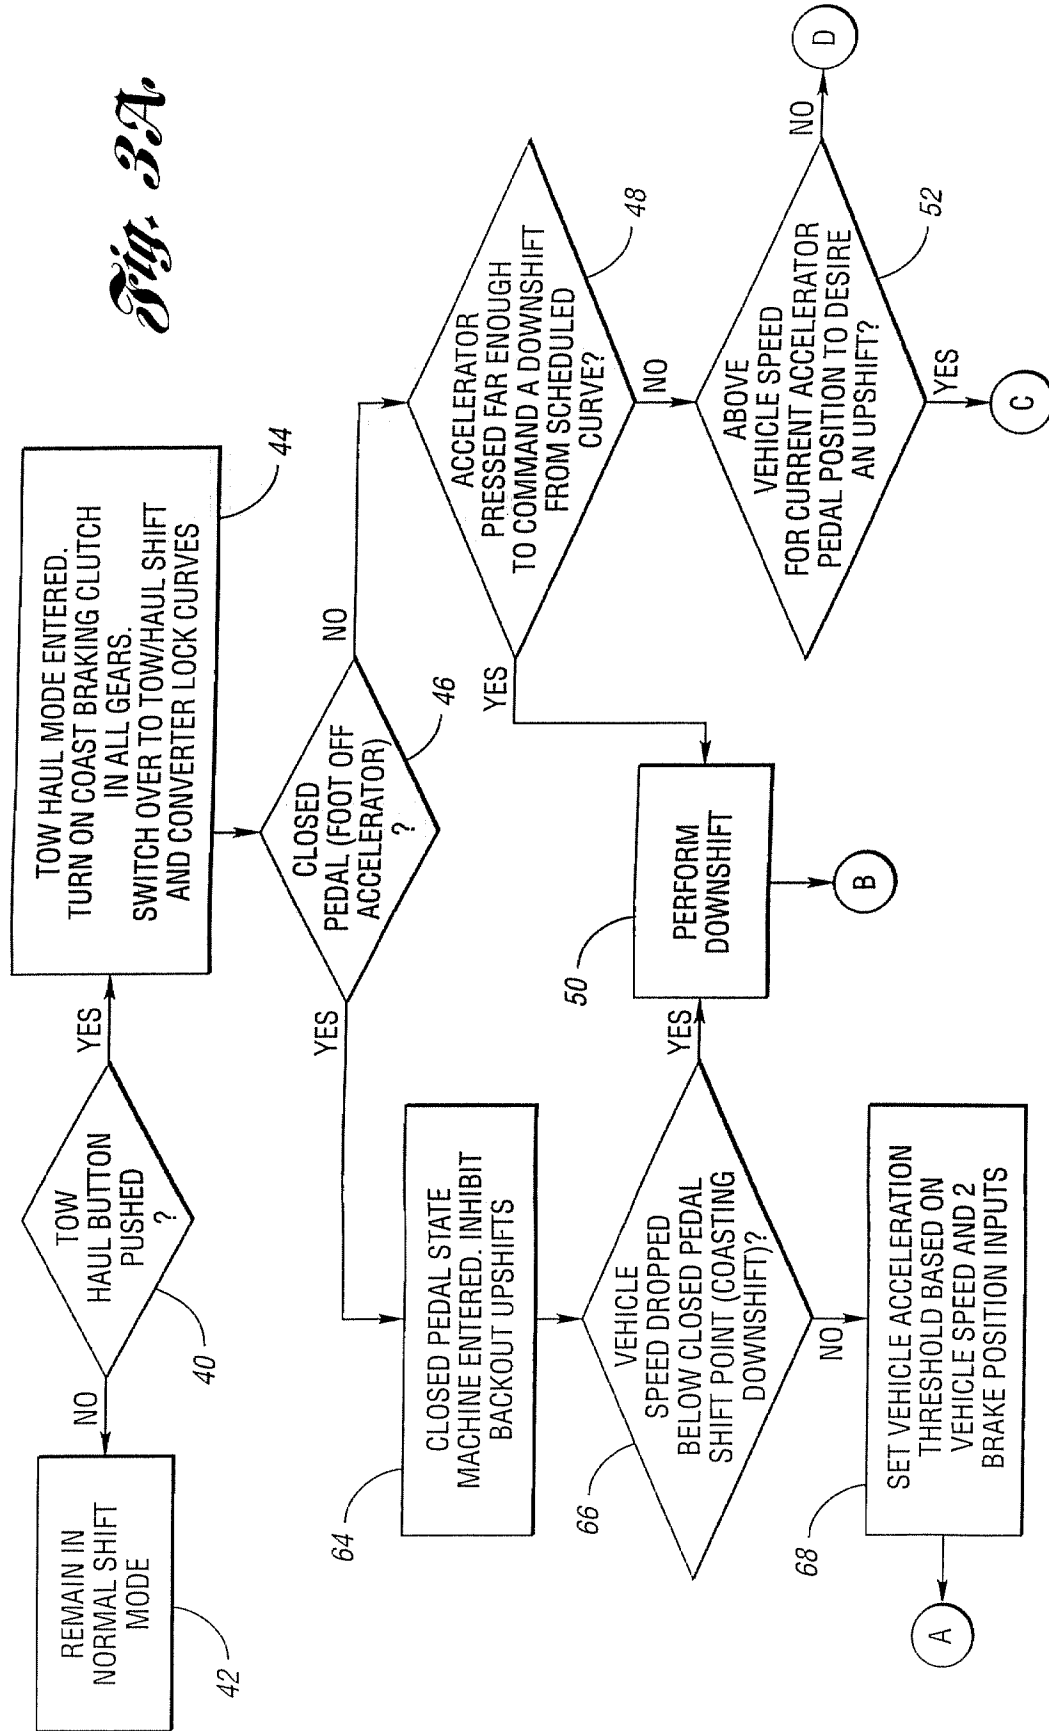 Fig. 3A.
TOW
HAUL BUTTON
PUSHED
?
40
NO
REMAIN IN
NORMAL SHIFT
MODE
42
YES
TOW HAUL MODE ENTERED.
TURN ON COAST BRAKING CLUTCH
IN ALL GEARS.
SWITCH OVER TO TOW/HAUL SHIFT
AND CONVERTER LOCK CURVES
44
CLOSED
PEDAL (FOOT OFF
ACCELERATOR)
?
46
YES
NO
CLOSED PEDAL STATE
MACHINE ENTERED. INHIBIT
BACKOUT UPSHIFTS
64
VEHICLE
SPEED DROPPED
BELOW CLOSED PEDAL
SHIFT POINT (COASTING
DOWNSHIFT)?
66
YES
NO
SET VEHICLE ACCELERATION
THRESHOLD BASED ON
VEHICLE SPEED AND 2
BRAKE POSITION INPUTS
68
A
PERFORM
DOWNSHIFT
50
B
ACCELERATOR
PRESSED FAR ENOUGH
TO COMMAND A DOWNSHIFT
FROM SCHEDULED
CURVE?
48
YES
NO
ABOVE
VEHICLE SPEED
FOR CURRENT ACCELERATOR
PEDAL POSITION TO DESIRE
AN UPSHIFT?
52
NO
D
YES
C